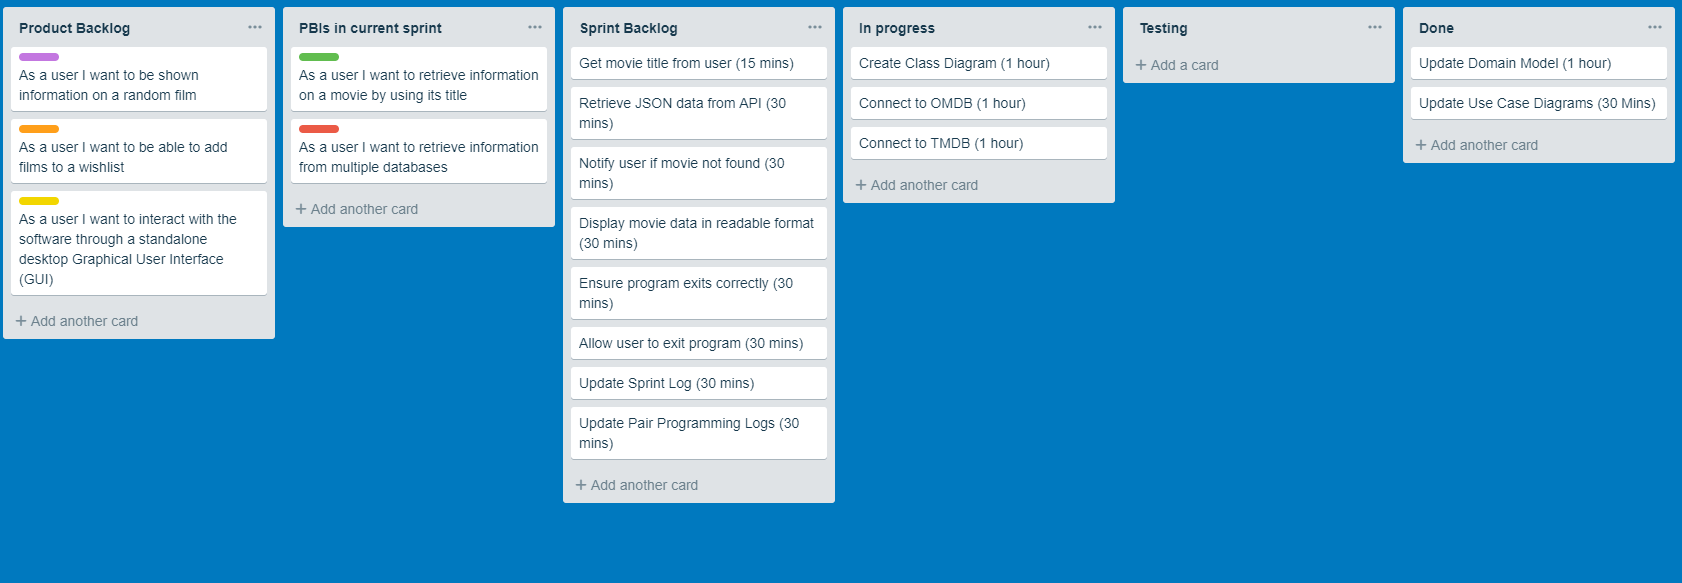 Product Backlog
As a user I want to be shown
information on a random film
As a user I want to be able to add
films to a wishlist
As a user I want to interact with the
software through a standalone
desktop Graphical User Interface
(GUI)
+ Add another card
PBIs in current sprint
As a user I want to retrieve information
on a movie by using its title
As a user I want to retrieve information
from multiple databases
+ Add another card
Sprint Backlog
Get movie title from user (15 mins)
Retrieve JSON data from API (30
mins)
Notify user if movie not found (30
mins)
Display movie data in readable format
(30 mins)
Ensure program exits correctly (30
mins)
Allow user to exit program (30 mins)
Update Sprint Log (30 mins)
Update Pair Programming Logs (30
mins)
+ Add another card
In progress
Create Class Diagram (1 hour)
Connect to OMDB (1 hour)
Connect to TMDB (1 hour)
+ Add another card
Testing
+ Add a card
Done
Update Domain Model (1 hour)
Update Use Case Diagrams (30 Mins)
+ Add another card